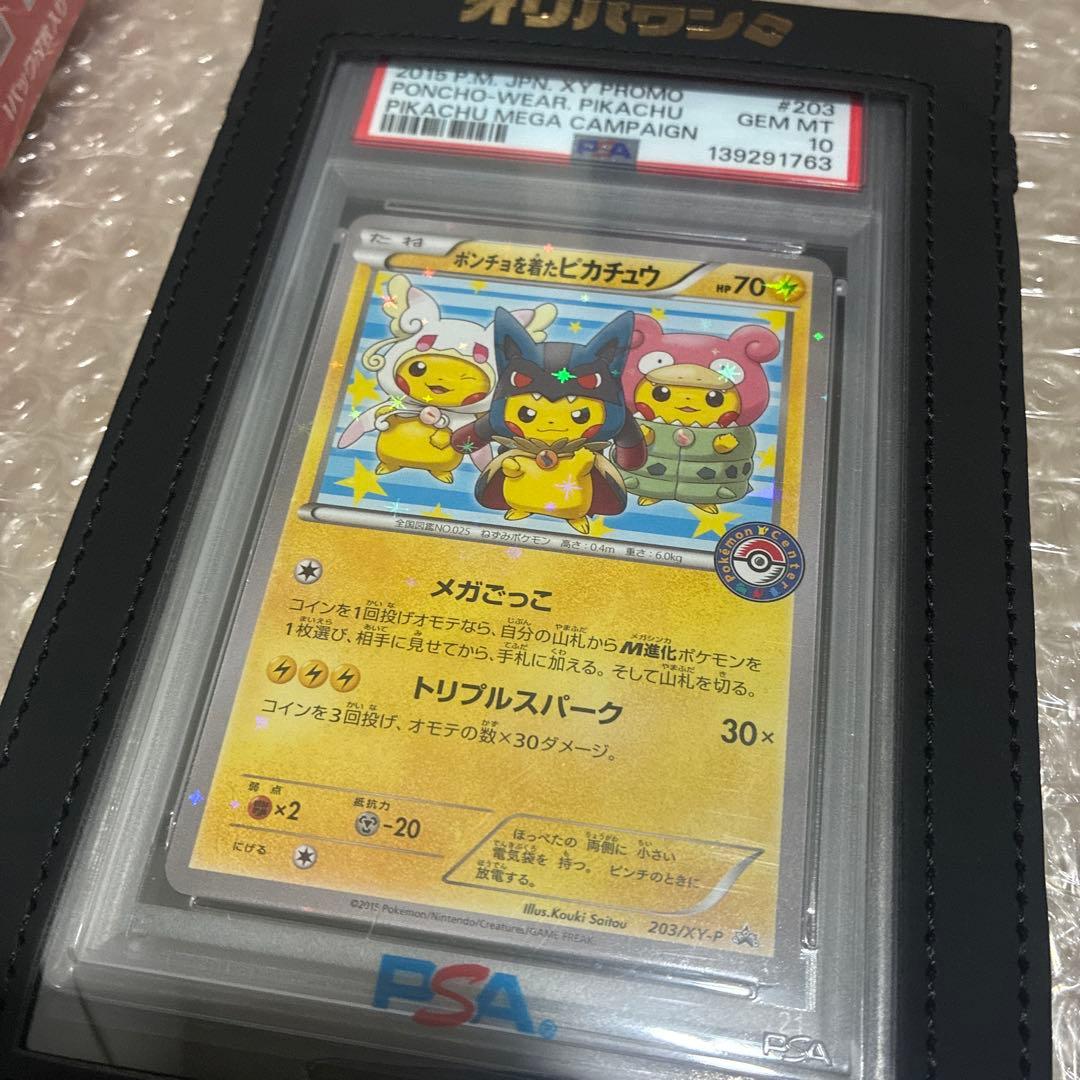 オリパワン
1パック5枚入り
2015 P.M. JPN. XY PROMO #203
PONCHO-WEAR. PIKACHU GEM MT
PIKACHU MEGA CAMPAIGN 10
PSA 139291763
たね
ポンチョを着たピカチュウ HP70
全国図鑑NO.025 ねずみポケモン 高さ:0.4m 重さ:6.0kg
Pokémon Center
メガごっこ
コインを1回投げオモテなら、自分の山札からM進化ポケモンを
1枚選び、相手に見せてから、手札に加える。そして山札を切る。
トリプルスパーク 30×
コインを3回投げ、オモテの数×30ダメージ。
弱点 抵抗力
×2 -20
にげる
ほっぺたの 両側に 小さい
電気袋を 持つ。 ピンチのときに
放電する。
Illus.Kouki Saitou
©2015 Pokémon/Nintendo/Creatures/GAME FREAK 203/XY-P
PSA
PSA